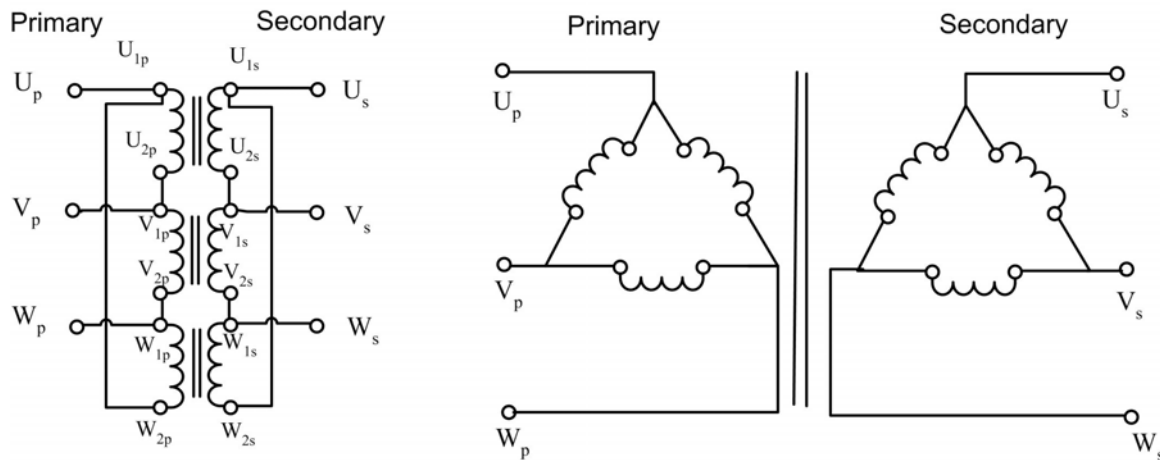 Primary Secondary
U1p U1s
Up Us
U2p U2s
Vp V1p V1s Vs
V2p V2s
Wp Ws
W1p W1s
W2p W2s
Primary Secondary
Up Us
Vp Vs
Wp Ws